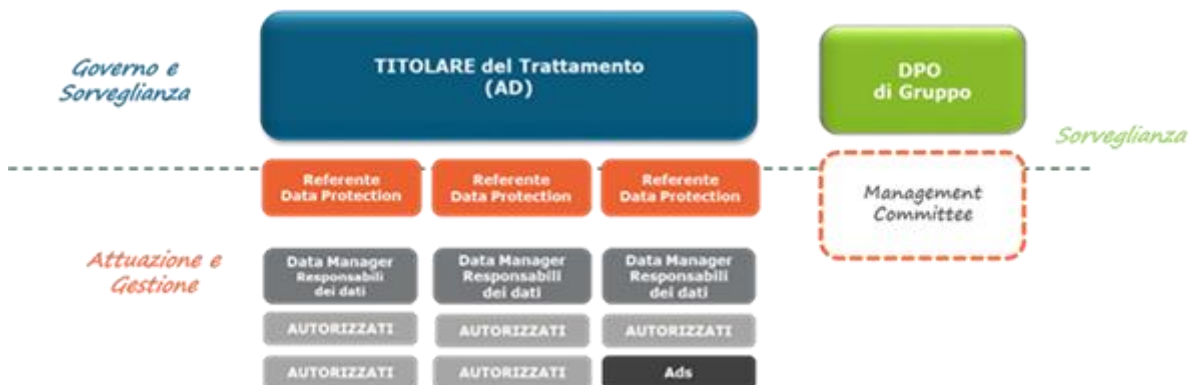 Governo e
Sorveglianza
TITOLARE del Trattamento
(AD)
DPO
di Gruppo
Sorveglianza
Referente
Data Protection
Referente
Data Protection
Referente
Data Protection
Management
Committee
Attuazione e
Gestione
Data Manager
Responsabili
dei dati
Data Manager
Responsabili
dei dati
Data Manager
Responsabili
dei dati
AUTORIZZATI
AUTORIZZATI
AUTORIZZATI
AUTORIZZATI
AUTORIZZATI
Ads